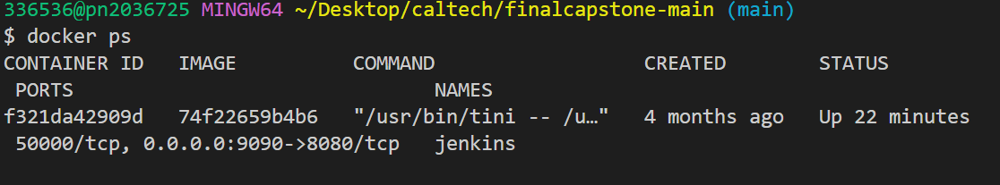 336536@pn2036725 MINGW64 ~/Desktop/caltech/finalcapstone-main (main)
$ docker ps
CONTAINER ID   IMAGE          COMMAND                  CREATED        STATUS
 PORTS                               NAMES
f321da42909d   74f22659b4b6   "/usr/bin/tini -- /u…"   4 months ago   Up 22 minutes
 50000/tcp, 0.0.0.0:9090->8080/tcp   jenkins